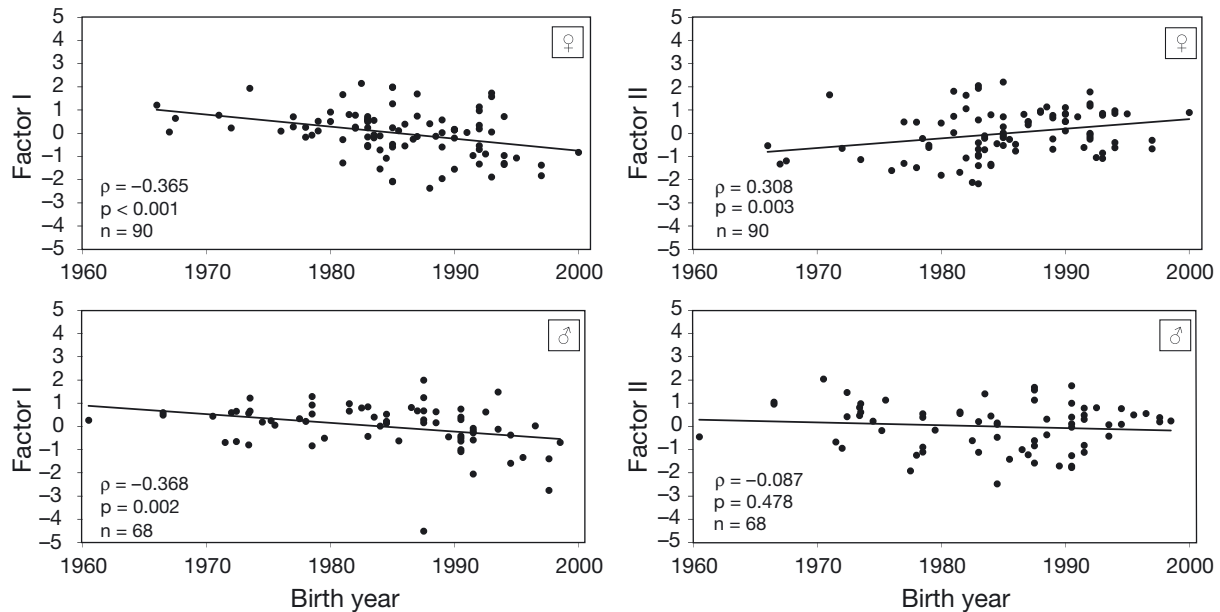 5
4
3
2
1
0
−1
−2
−3
−4
−5
Factor I
♀
ρ = −0.365
p < 0.001
n = 90
1960 1970 1980 1990 2000
5
4
3
2
1
0
−1
−2
−3
−4
−5
Factor II
♀
ρ = 0.308
p = 0.003
n = 90
1960 1970 1980 1990 2000
5
4
3
2
1
0
−1
−2
−3
−4
−5
Factor I
♂
ρ = −0.368
p = 0.002
n = 68
1960 1970 1980 1990 2000
Birth year
5
4
3
2
1
0
−1
−2
−3
−4
−5
Factor II
♂
ρ = −0.087
p = 0.478
n = 68
1960 1970 1980 1990 2000
Birth year